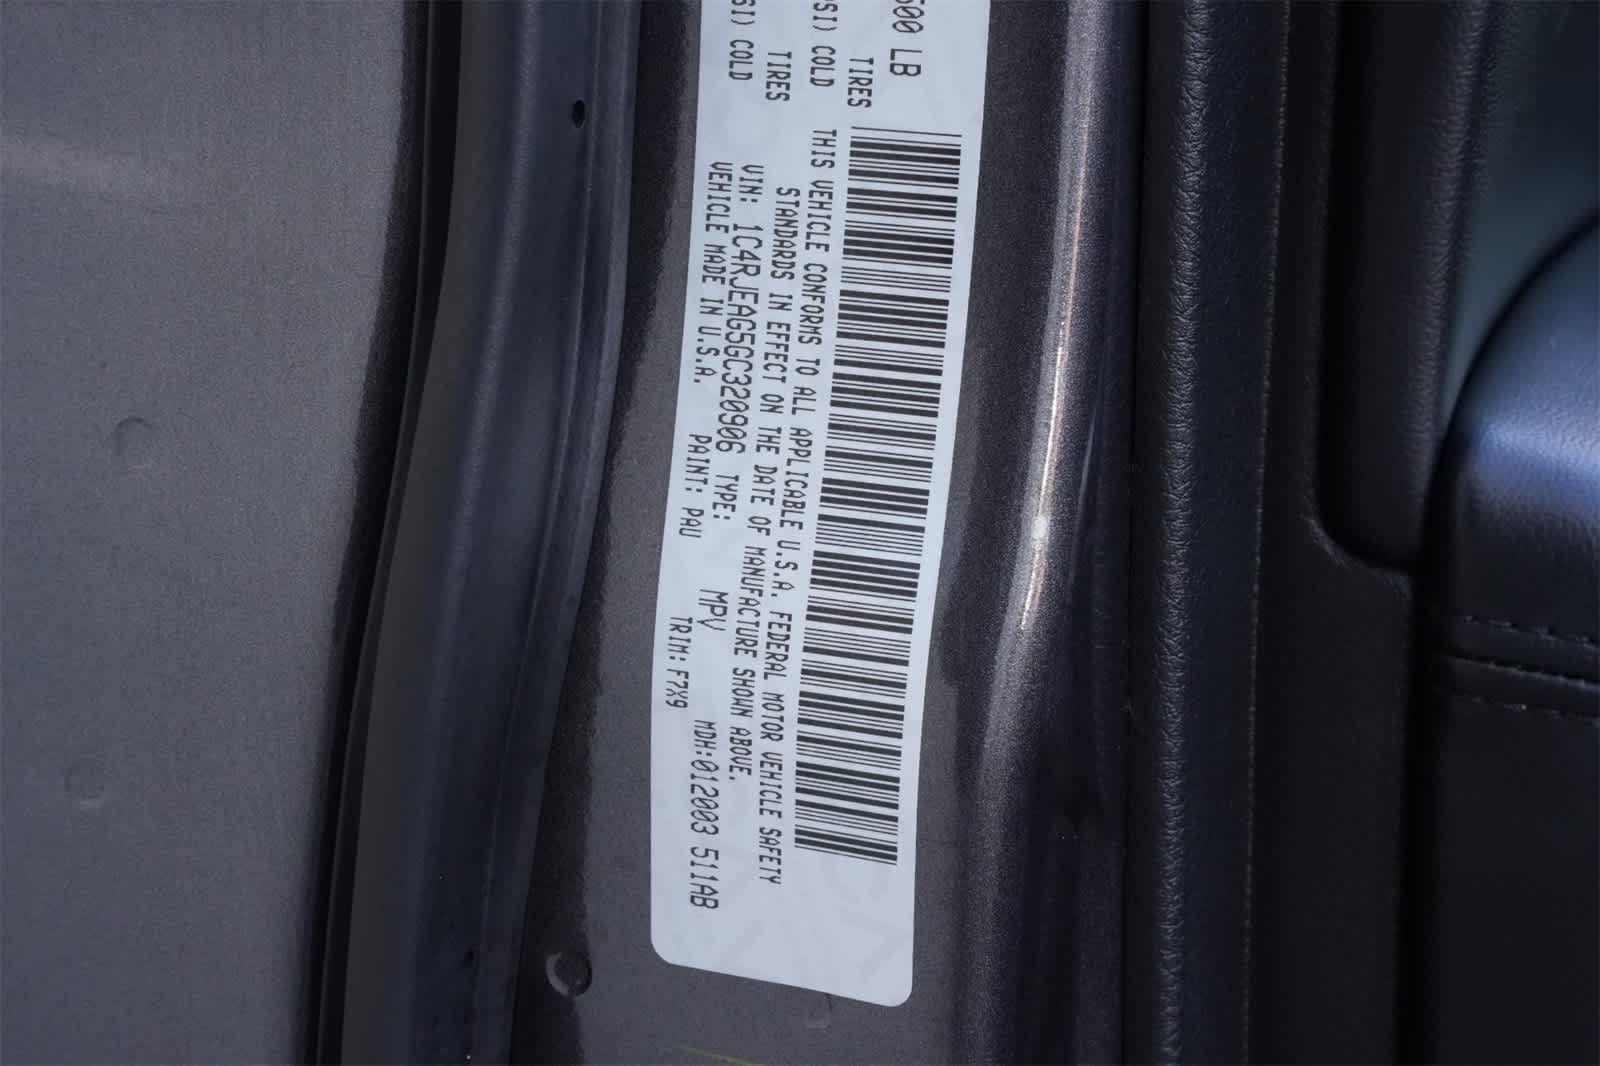 500 LB
TIRES
PSI) COLD
TIRES
SI) COLD
THIS VEHICLE CONFORMS TO ALL APPLICABLE U.S.A. FEDERAL MOTOR VEHICLE SAFETY
STANDARDS IN EFFECT ON THE DATE OF MANUFACTURE SHOWN ABOVE.
VIN: 1C4RJEAG5GC320906 TYPE: MPV MDH:012003 511AB
VEHICLE MADE IN U.S.A. PAINT: PAU TRIM: F7X9